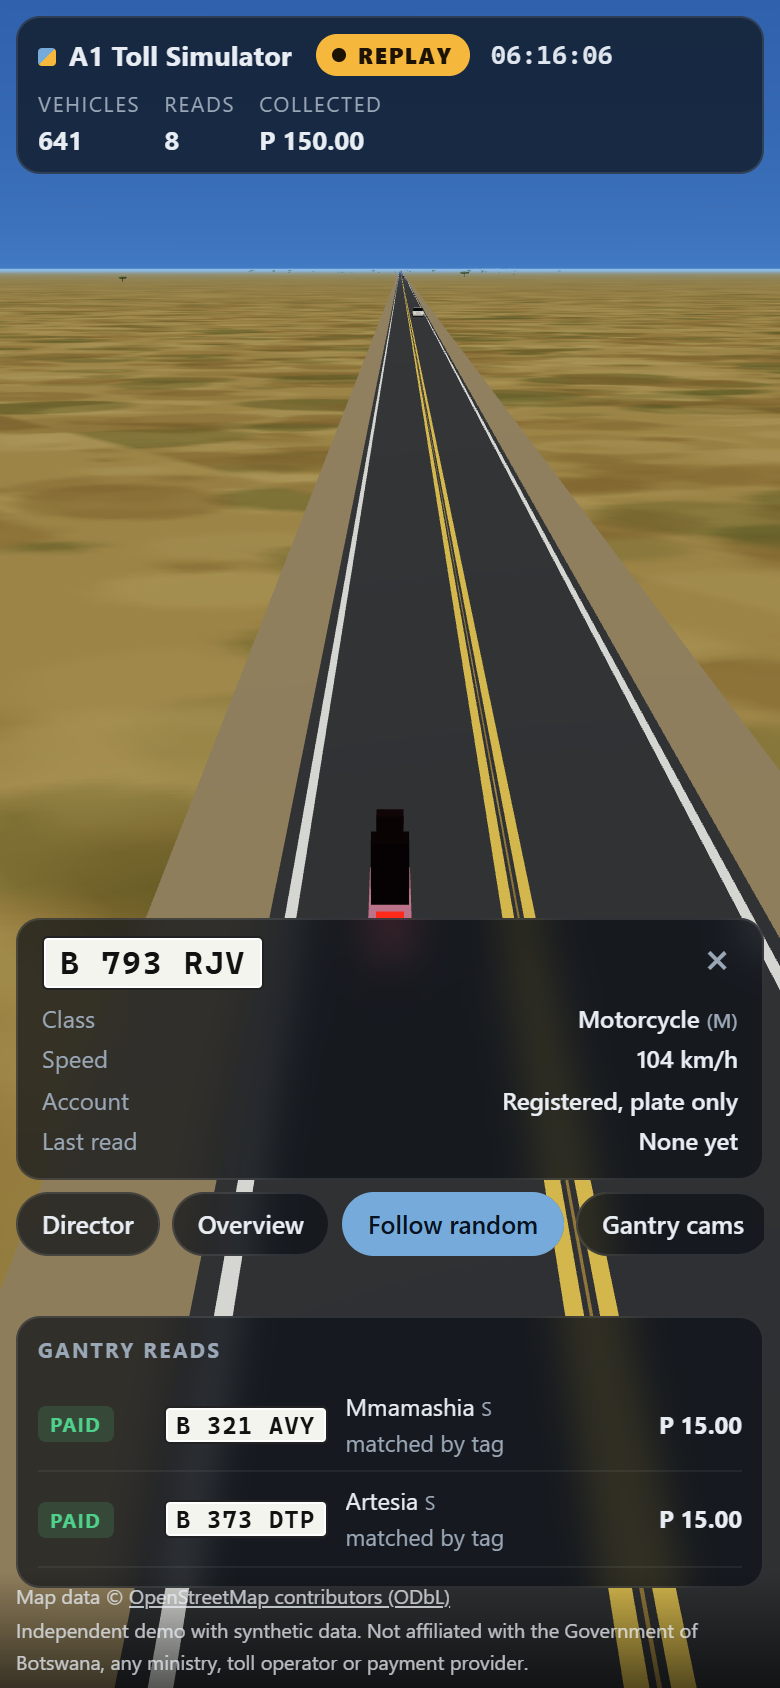 A1 Toll Simulator REPLAY 06:16:06
VEHICLES READS COLLECTED
641 8 P 150.00
B 793 RJV ✕
Class Motorcycle (M)
Speed 104 km/h
Account Registered, plate only
Last read None yet
Director Overview Follow random Gantry cams
GANTRY READS
PAID B 321 AVY Mmamashia S P 15.00
matched by tag
PAID B 373 DTP Artesia S P 15.00
matched by tag
Map data © OpenStreetMap contributors (ODbL)
Independent demo with synthetic data. Not affiliated with the Government of
Botswana, any ministry, toll operator or payment provider.